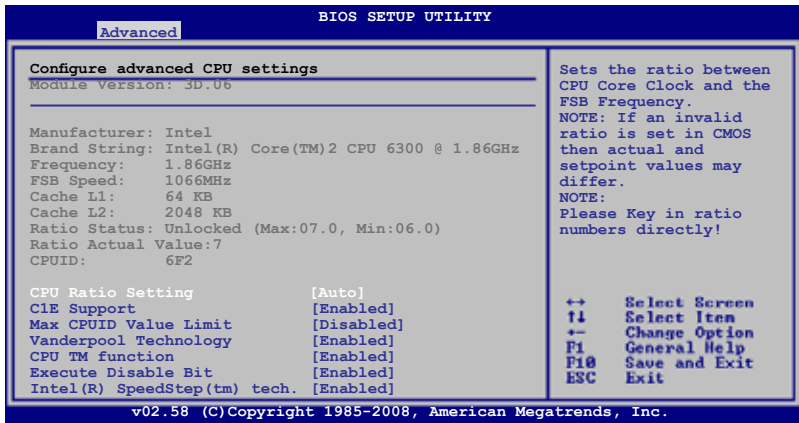 BIOS SETUP UTILITY
Advanced
Configure advanced CPU settings
Module Version: 3D.06
Manufacturer: Intel
Brand String: Intel(R) Core(TM)2 CPU 6300 @ 1.86GHz
Frequency: 1.86GHz
FSB Speed: 1066MHz
Cache L1: 64 KB
Cache L2: 2048 KB
Ratio Status: Unlocked (Max:07.0, Min:06.0)
Ratio Actual Value:7
CPUID: 6F2
CPU Ratio Setting [Auto]
C1E Support [Enabled]
Max CPUID Value Limit [Disabled]
Vanderpool Technology [Enabled]
CPU TM function [Enabled]
Execute Disable Bit [Enabled]
Intel(R) SpeedStep(tm) tech. [Enabled]
Sets the ratio between
CPU Core Clock and the
FSB Frequency.
NOTE: If an invalid
ratio is set in CMOS
then actual and
setpoint values may
differ.
NOTE:
Please Key in ratio
numbers directly!
←→ Select Screen
↑↓ Select Item
+- Change Option
F1 General Help
F10 Save and Exit
ESC Exit
v02.58 (C)Copyright 1985-2008, American Megatrends, Inc.